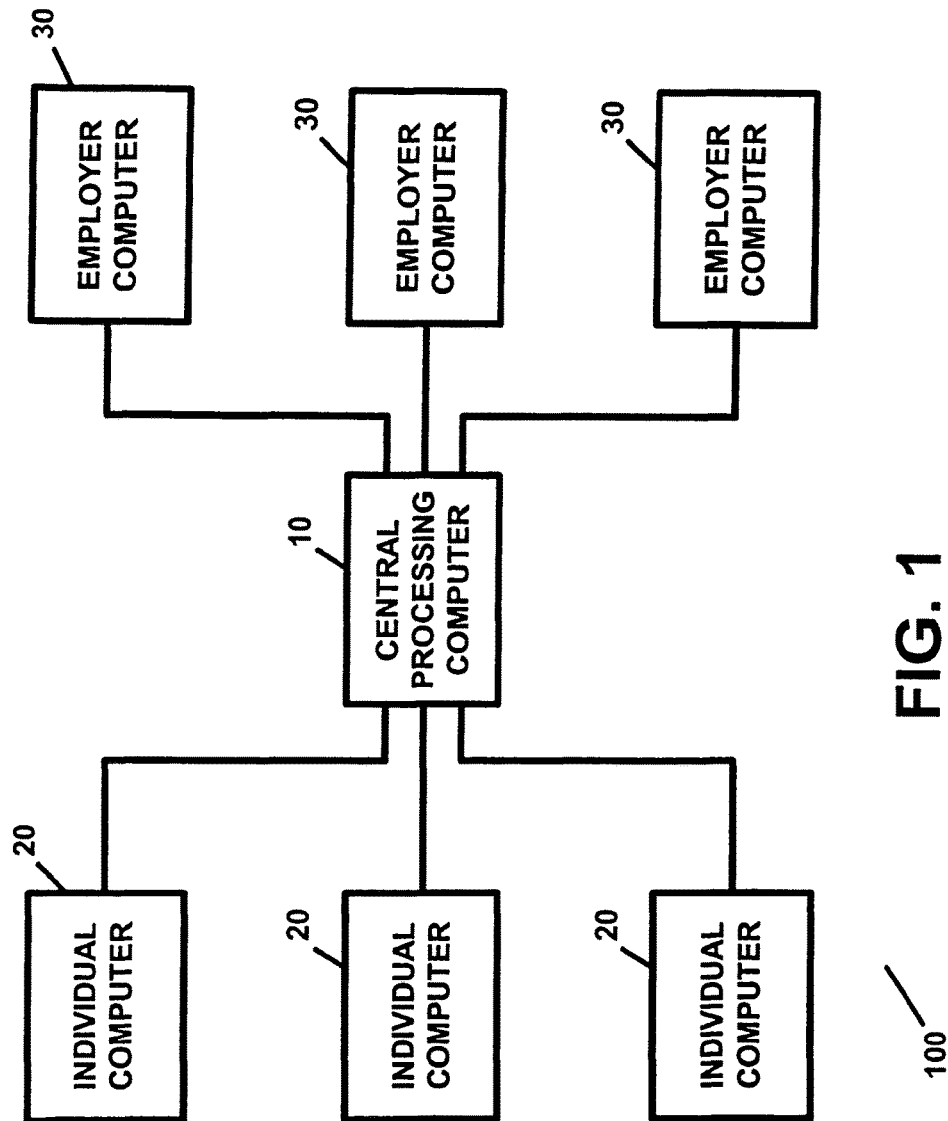 20
INDIVIDUAL
COMPUTER
20
INDIVIDUAL
COMPUTER
20
INDIVIDUAL
COMPUTER
10
CENTRAL
PROCESSING
COMPUTER
30
EMPLOYER
COMPUTER
30
EMPLOYER
COMPUTER
30
EMPLOYER
COMPUTER
100
FIG. 1